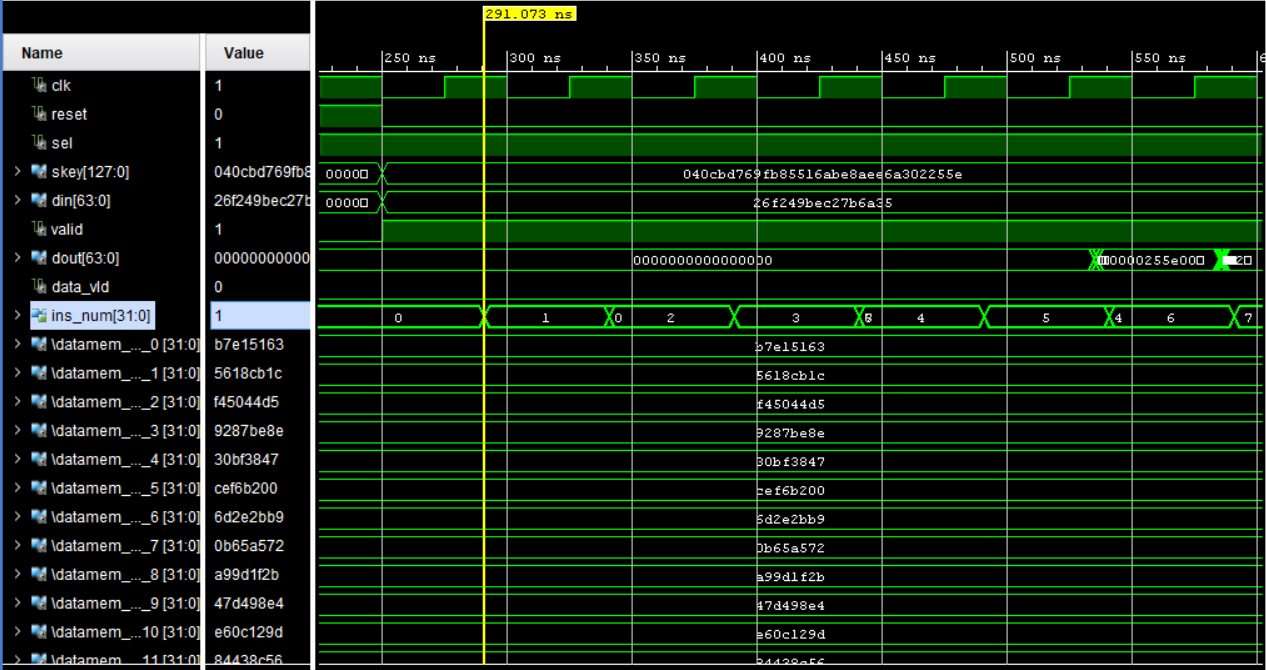 291.073 ns
Name Value 250 ns 300 ns 350 ns 400 ns 450 ns 500 ns 550 ns 6
clk 1
reset 0
sel 1
skey[127:0] 040cbd769fb8 0000 040cbd769fb85516abe8aee6a302255e
din[63:0] 26f249bec27b 0000 26f249bec27b6a35
valid 1
dout[63:0] 00000000000 0000000000000000 0000255e00 2
data_vld 0
ins_num[31:0] 1 0 1 0 2 3 4 5 4 6 7
\datamem_..._0 [31:0] b7e15163 b7e15163
\datamem_..._1 [31:0] 5618cb1c 5618cb1c
\datamem_..._2 [31:0] f45044d5 f45044d5
\datamem_..._3 [31:0] 9287be8e 9287be8e
\datamem_..._4 [31:0] 30bf3847 30bf3847
\datamem_..._5 [31:0] cef6b200 cef6b200
\datamem_..._6 [31:0] 6d2e2bb9 6d2e2bb9
\datamem_..._7 [31:0] 0b65a572 0b65a572
\datamem_..._8 [31:0] a99d1f2b a99d1f2b
\datamem_..._9 [31:0] 47d498e4 47d498e4
\datamem_...10 [31:0] e60c129d e60c129d
\datamem_...11 [31:0] 84438c56 84438c56